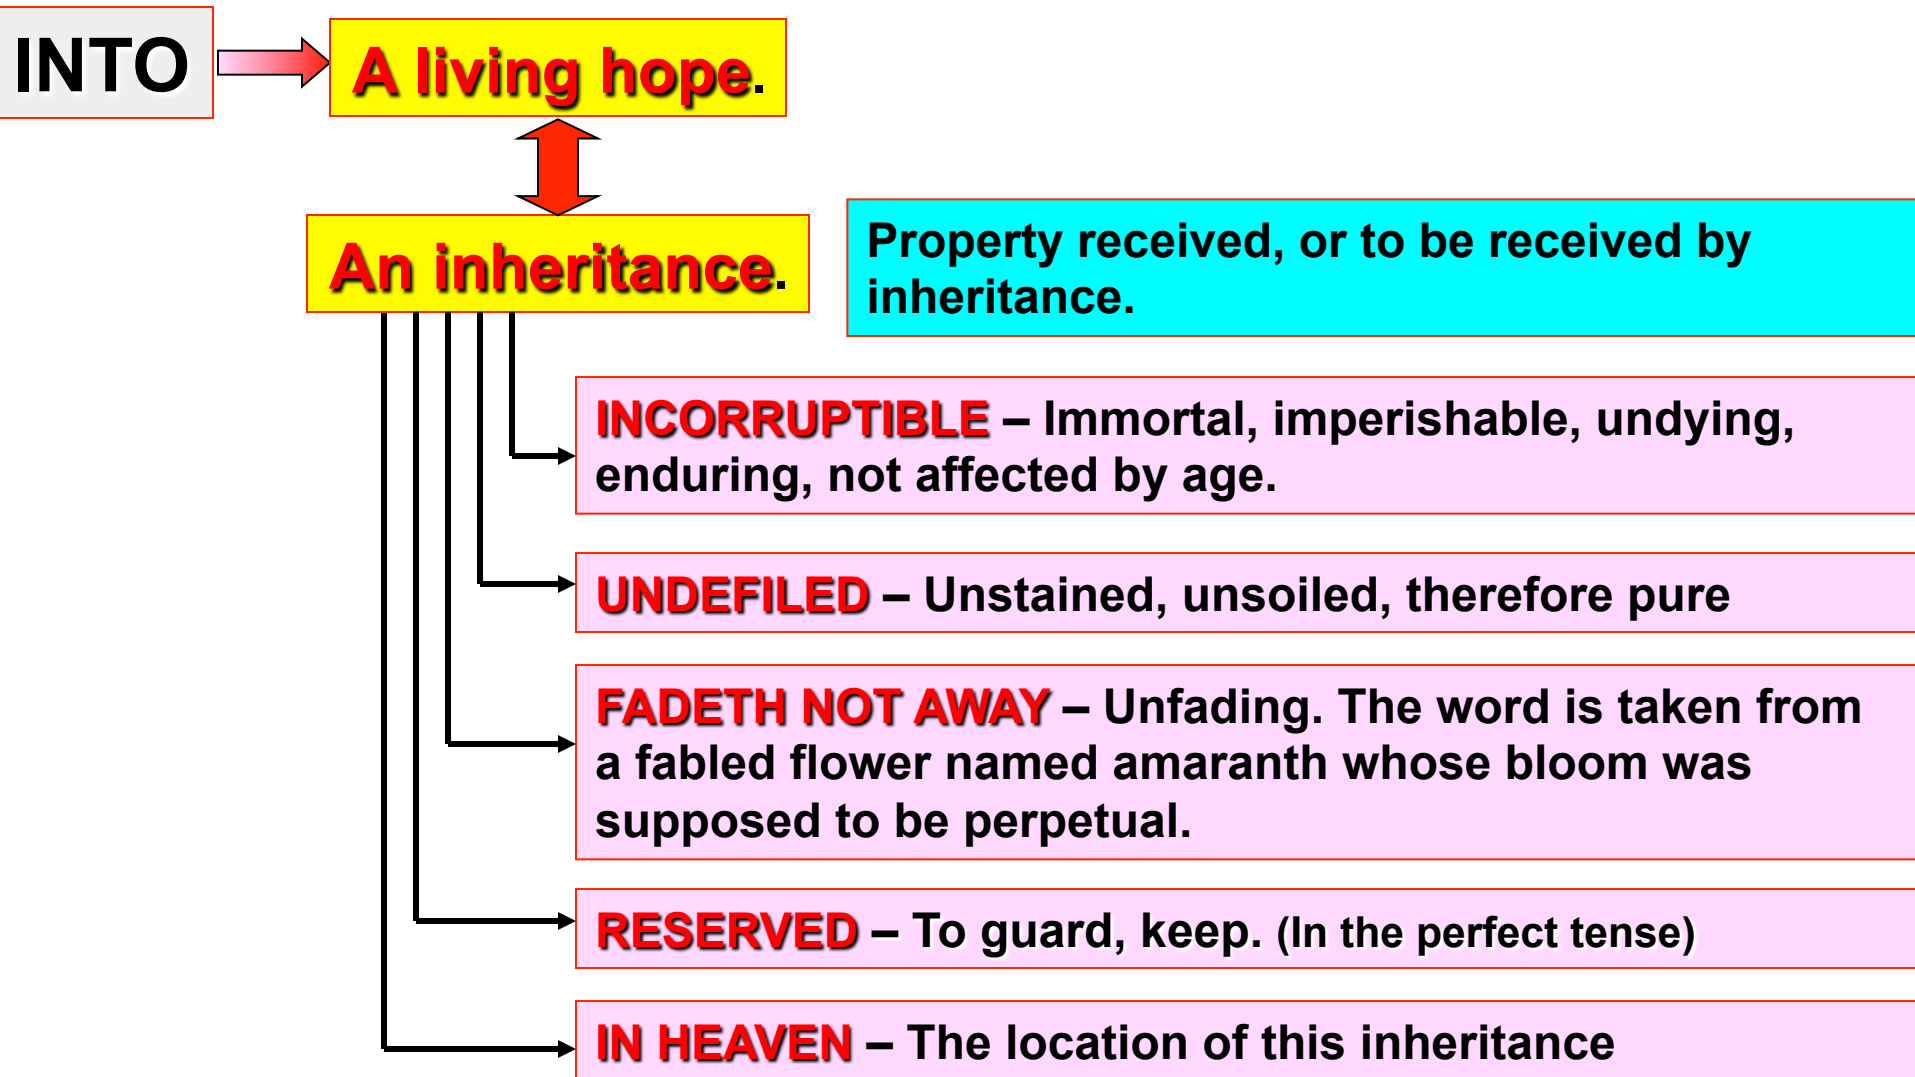 INTO
A living hope.
An inheritance.
Property received, or to be received by
inheritance.
INCORRUPTIBLE – Immortal, imperishable, undying,
enduring, not affected by age.
UNDEFILED – Unstained, unsoiled, therefore pure
FADETH NOT AWAY – Unfading. The word is taken from
a fabled flower named amaranth whose bloom was
supposed to be perpetual.
RESERVED – To guard, keep. (In the perfect tense)
IN HEAVEN – The location of this inheritance